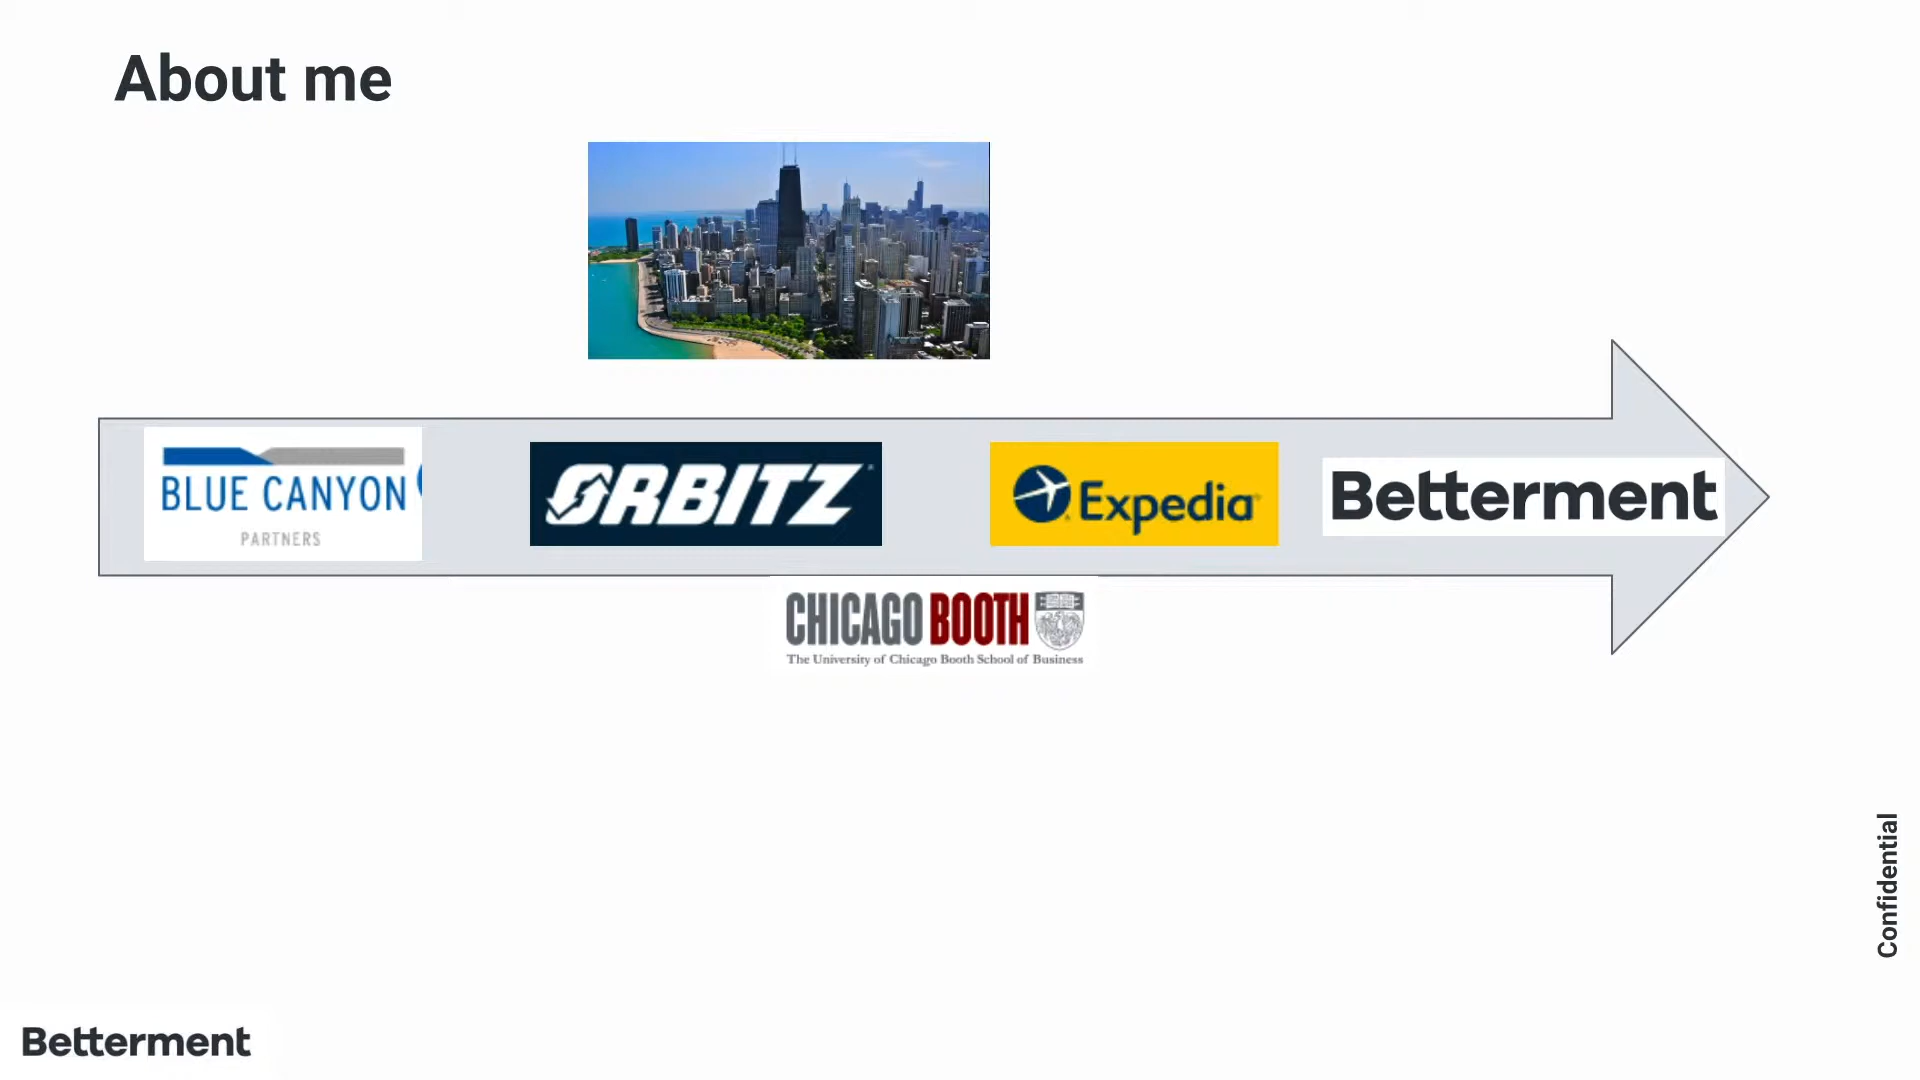 About me
BLUE CANYON
PARTNERS
ORBITZ
Expedia
Betterment
CHICAGO BOOTH
The University of Chicago Booth School of Business
Confidential
Betterment